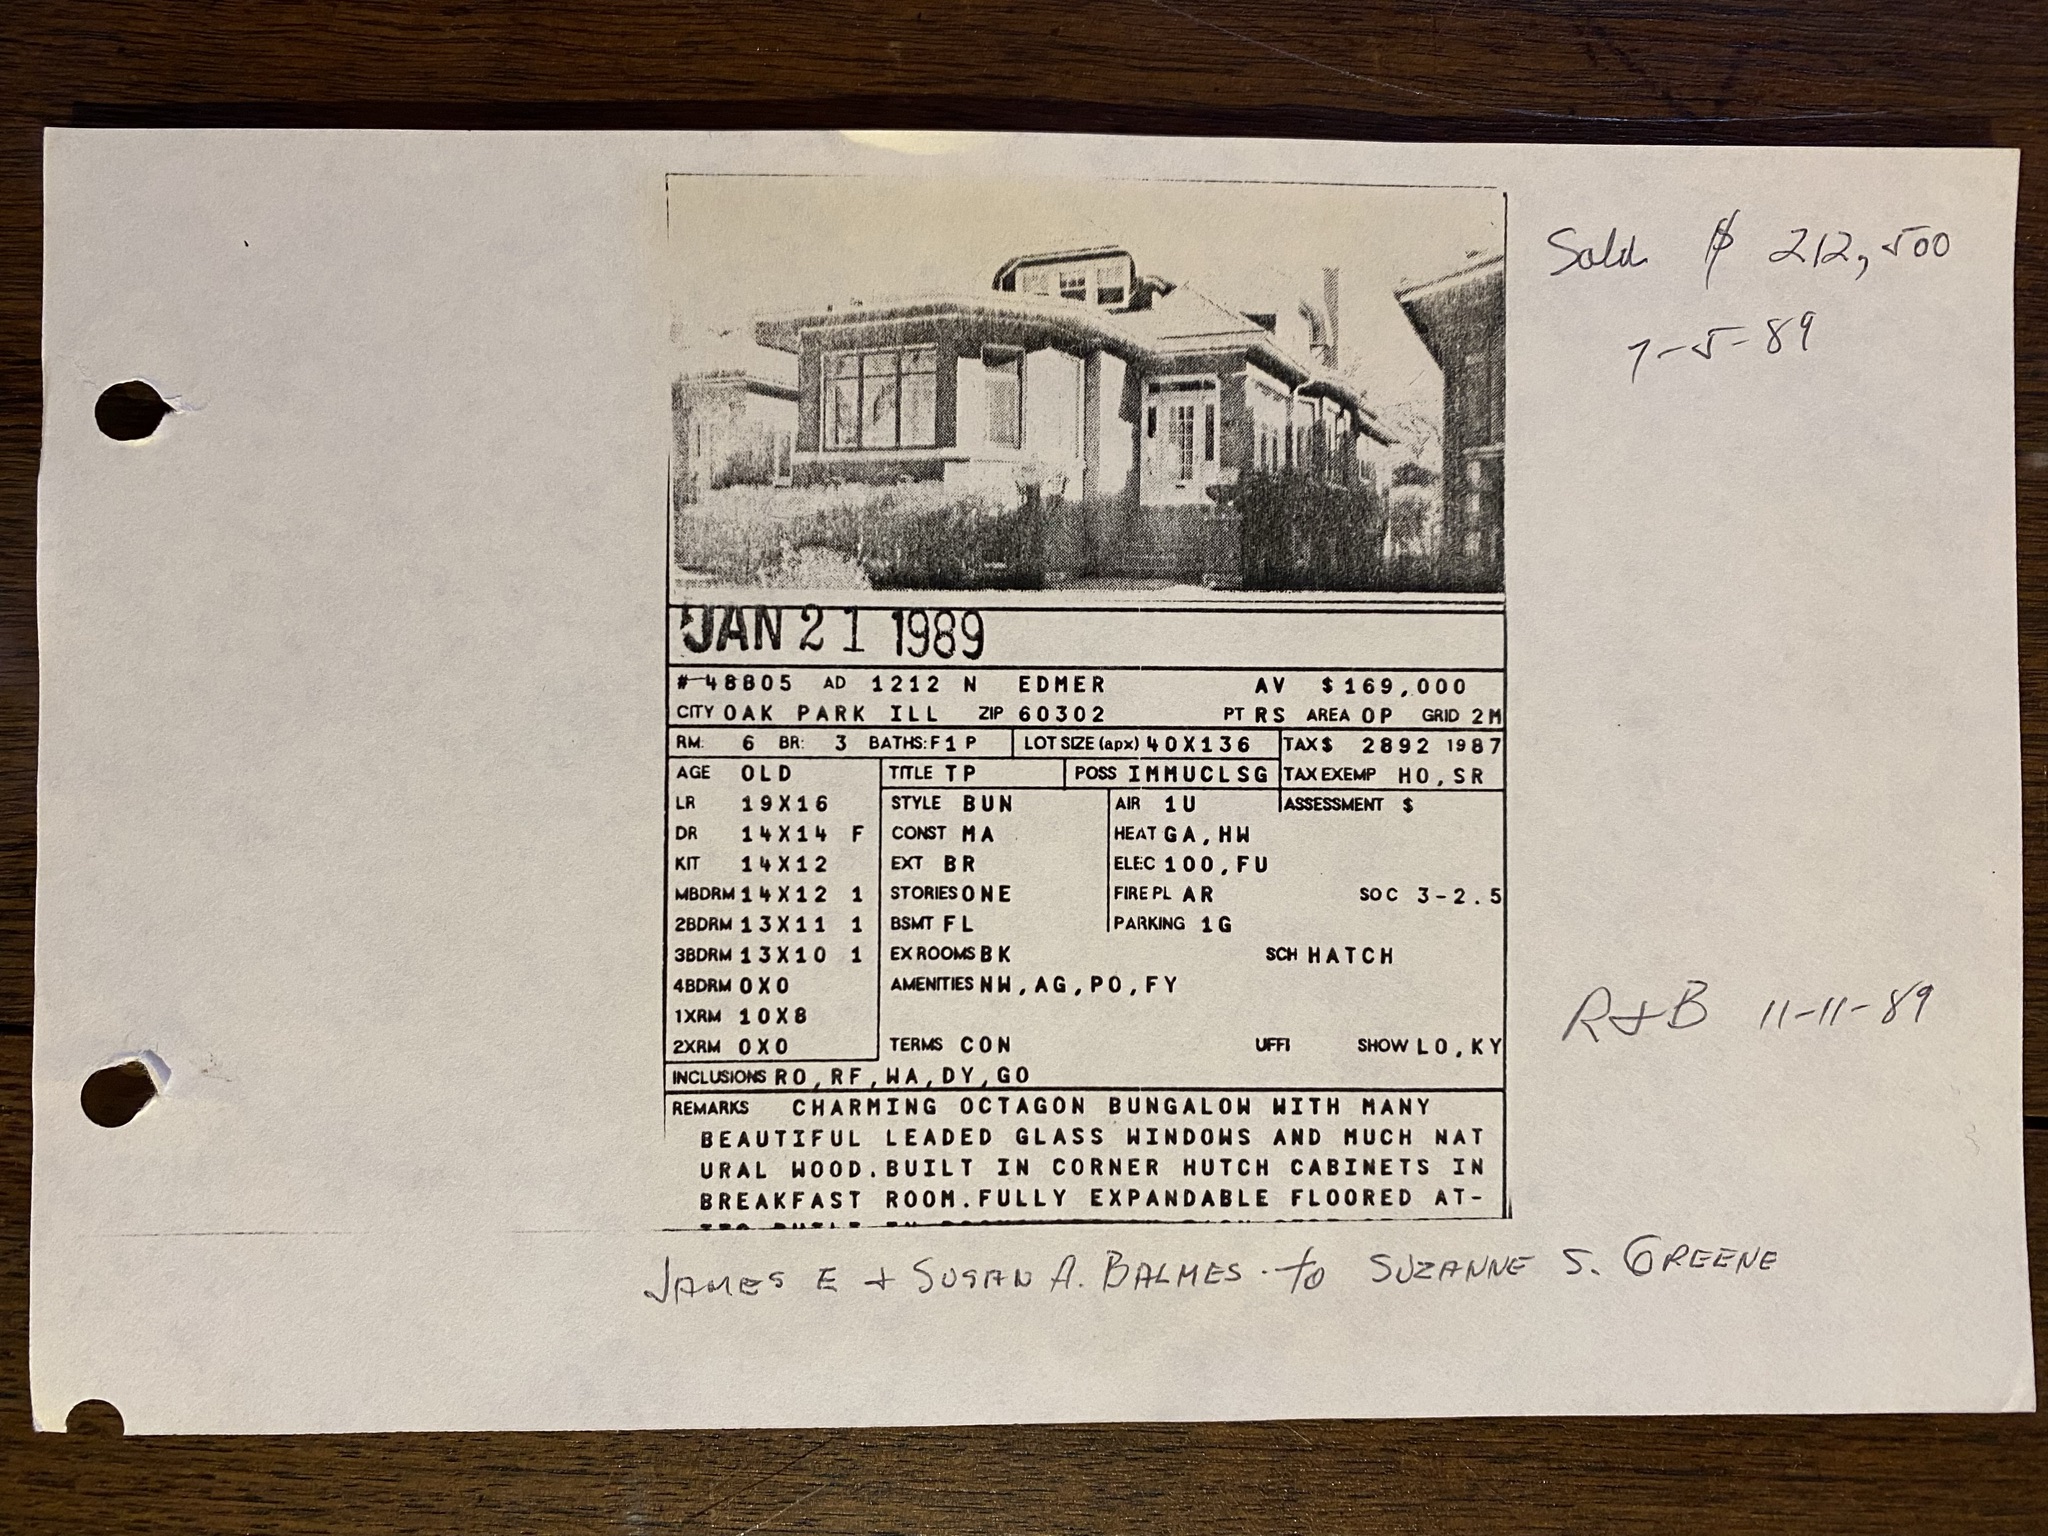 Sold $ 212,500
7-5-89
JAN 21 1989
# 48805 AD 1212 N EDMER AV $169,000
CITY OAK PARK ILL ZIP 60302 PT RS AREA OP GRID 2M
RM: 6 BR: 3 BATHS: F1 P LOT SIZE (apx) 40X136 TAX $ 2892 1987
AGE OLD TITLE TP POSS IMMUCLSG TAX EXEMP HO,SR
LR 19X16 STYLE BUN AIR 1U ASSESSMENT $
DR 14X14 F CONST MA HEAT GA,HW
KIT 14X12 EXT BR ELEC 100,FU
MBDRM 14X12 1 STORIES ONE FIRE PL AR SOC 3-2.5
2BDRM 13X11 1 BSMT FL PARKING 1G
3BDRM 13X10 1 EX ROOMS BK SCH HATCH
4BDRM 0X0 AMENITIES NW,AG,PO,FY
1XRM 10X8
2XRM 0X0 TERMS CON UFFI SHOW LO,KY
INCLUSIONS RO,RF,WA,DY,GO
REMARKS CHARMING OCTAGON BUNGALOW WITH MANY
BEAUTIFUL LEADED GLASS WINDOWS AND MUCH NAT
URAL WOOD.BUILT IN CORNER HUTCH CABINETS IN
BREAKFAST ROOM.FULLY EXPANDABLE FLOORED AT-
R+B 11-11-89
JAMES E + SUSAN A. BALMES. to SUZANNE S. GREENE